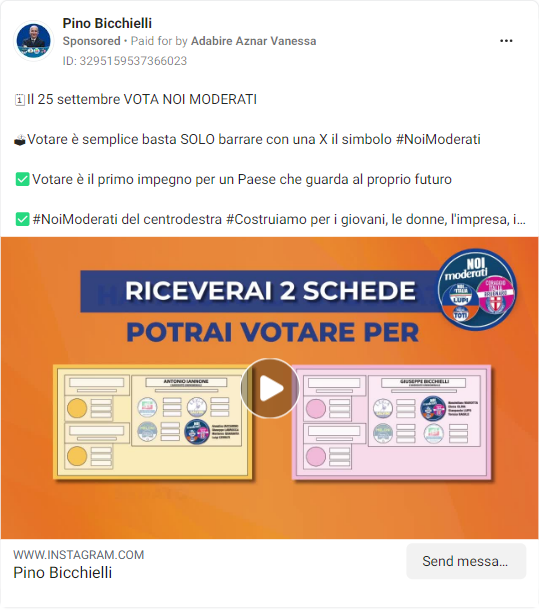 Pino Bicchielli
Sponsored • Paid for by Adabire Aznar Vanessa
ID: 3295159537366023
Il 25 settembre VOTA NOI MODERATI
Votare è semplice basta SOLO barrare con una X il simbolo #NoiModerati
Votare è il primo impegno per un Paese che guarda al proprio futuro
#NoiModerati del centrodestra #Costruiamo per i giovani, le donne, l'impresa, i...
NOI
moderati
NOI
ITALIA
LUPI
CORAGGIO
ITALIA
BRUGNARO
TOTI
RICEVERAI 2 SCHEDE
POTRAI VOTARE PER
ANTONIO IANNONE
GIUSEPPE BICCHIELLI
WWW.INSTAGRAM.COM
Pino Bicchielli
Send messa...